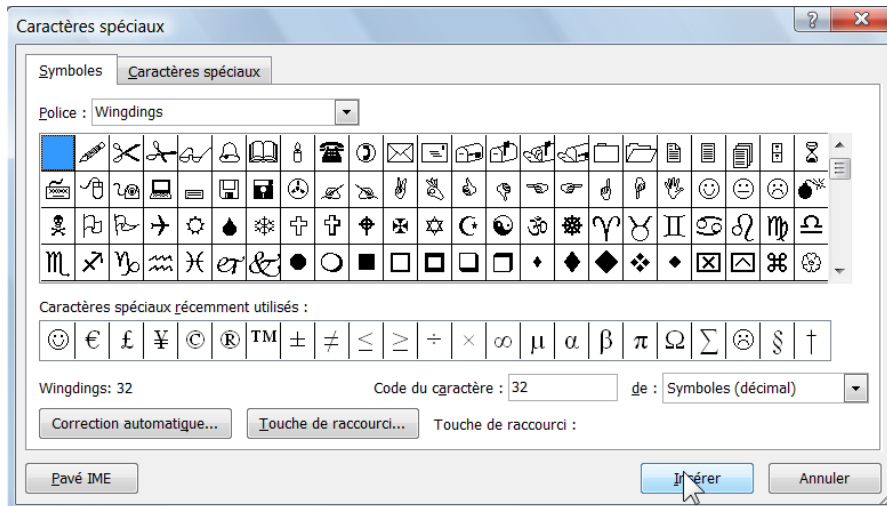 Caractères spéciaux
Symboles Caractères spéciaux
Police : Wingdings
Caractères spéciaux récemment utilisés :
☺ € £ ¥ © ® ™ ± ≠ ≤ ≥ ÷ × ∞ µ α β π Ω ∑ ☹ § †
Wingdings: 32 Code du caractère : 32 de : Symboles (décimal)
Correction automatique... Touche de raccourci... Touche de raccourci :
Pavé IME Insérer Annuler